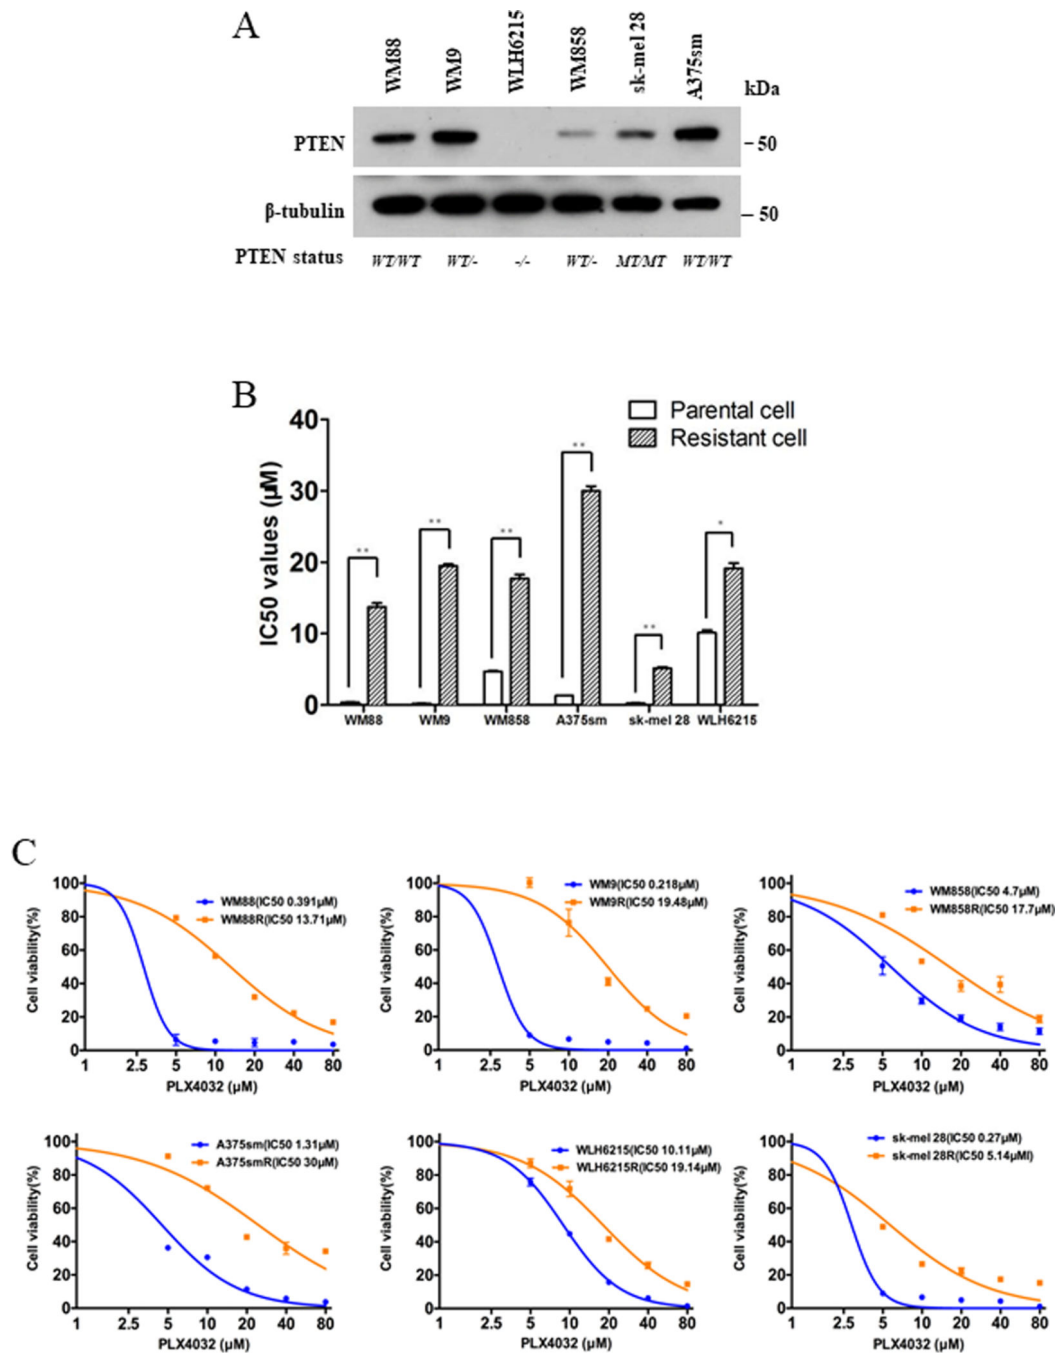 A
WM88
WM9
WLH6215
WM858
sk-mel 28
A375sm
kDa
PTEN
– 50
β-tubulin
– 50
PTEN status
WT/WT
WT/-
-/-
WT/-
MT/MT
WT/WT
B
Parental cell
Resistant cell
IC50 values (µM)
40
30
20
10
0
**
**
**
**
**
*
WM88
WM9
WM858
A375sm
sk-mel 28
WLH6215
C
Cell viability(%)
100
80
60
40
20
0
WM88(IC50 0.391µM)
WM88R(IC50 13.71µM)
1 2.5 5 10 20 40 80
PLX4032 (µM)
Cell viability(%)
100
80
60
40
20
0
WM9(IC50 0.218µM)
WM9R(IC50 19.48µM)
1 2.5 5 10 20 40 80
PLX4032 (µM)
Cell viability(%)
100
80
60
40
20
0
WM858(IC50 4.7µM)
WM858R(IC50 17.7µM)
1 2.5 5 10 20 40 80
PLX4032 (µM)
Cell viability(%)
100
80
60
40
20
0
A375sm(IC50 1.31µM)
A375smR(IC50 30µM)
1 2.5 5 10 20 40 80
PLX4032 (µM)
Cell viability(%)
100
80
60
40
20
0
WLH6215(IC50 10.11µM)
WLH6215R(IC50 19.14µM)
1 2.5 5 10 20 40 80
PLX4032 (µM)
Cell viability(%)
100
80
60
40
20
0
sk-mel 28(IC50 0.27µM)
sk-mel 28R(IC50 5.14µMl)
1 2.5 5 10 20 40 80
PLX4032 (µM)